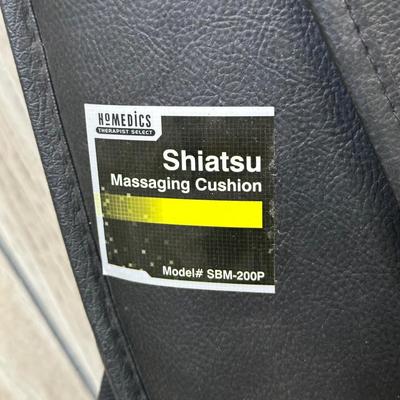 HoMEDICS
THERAPIST SELECT
Shiatsu
Massaging Cushion
Model# SBM-200P